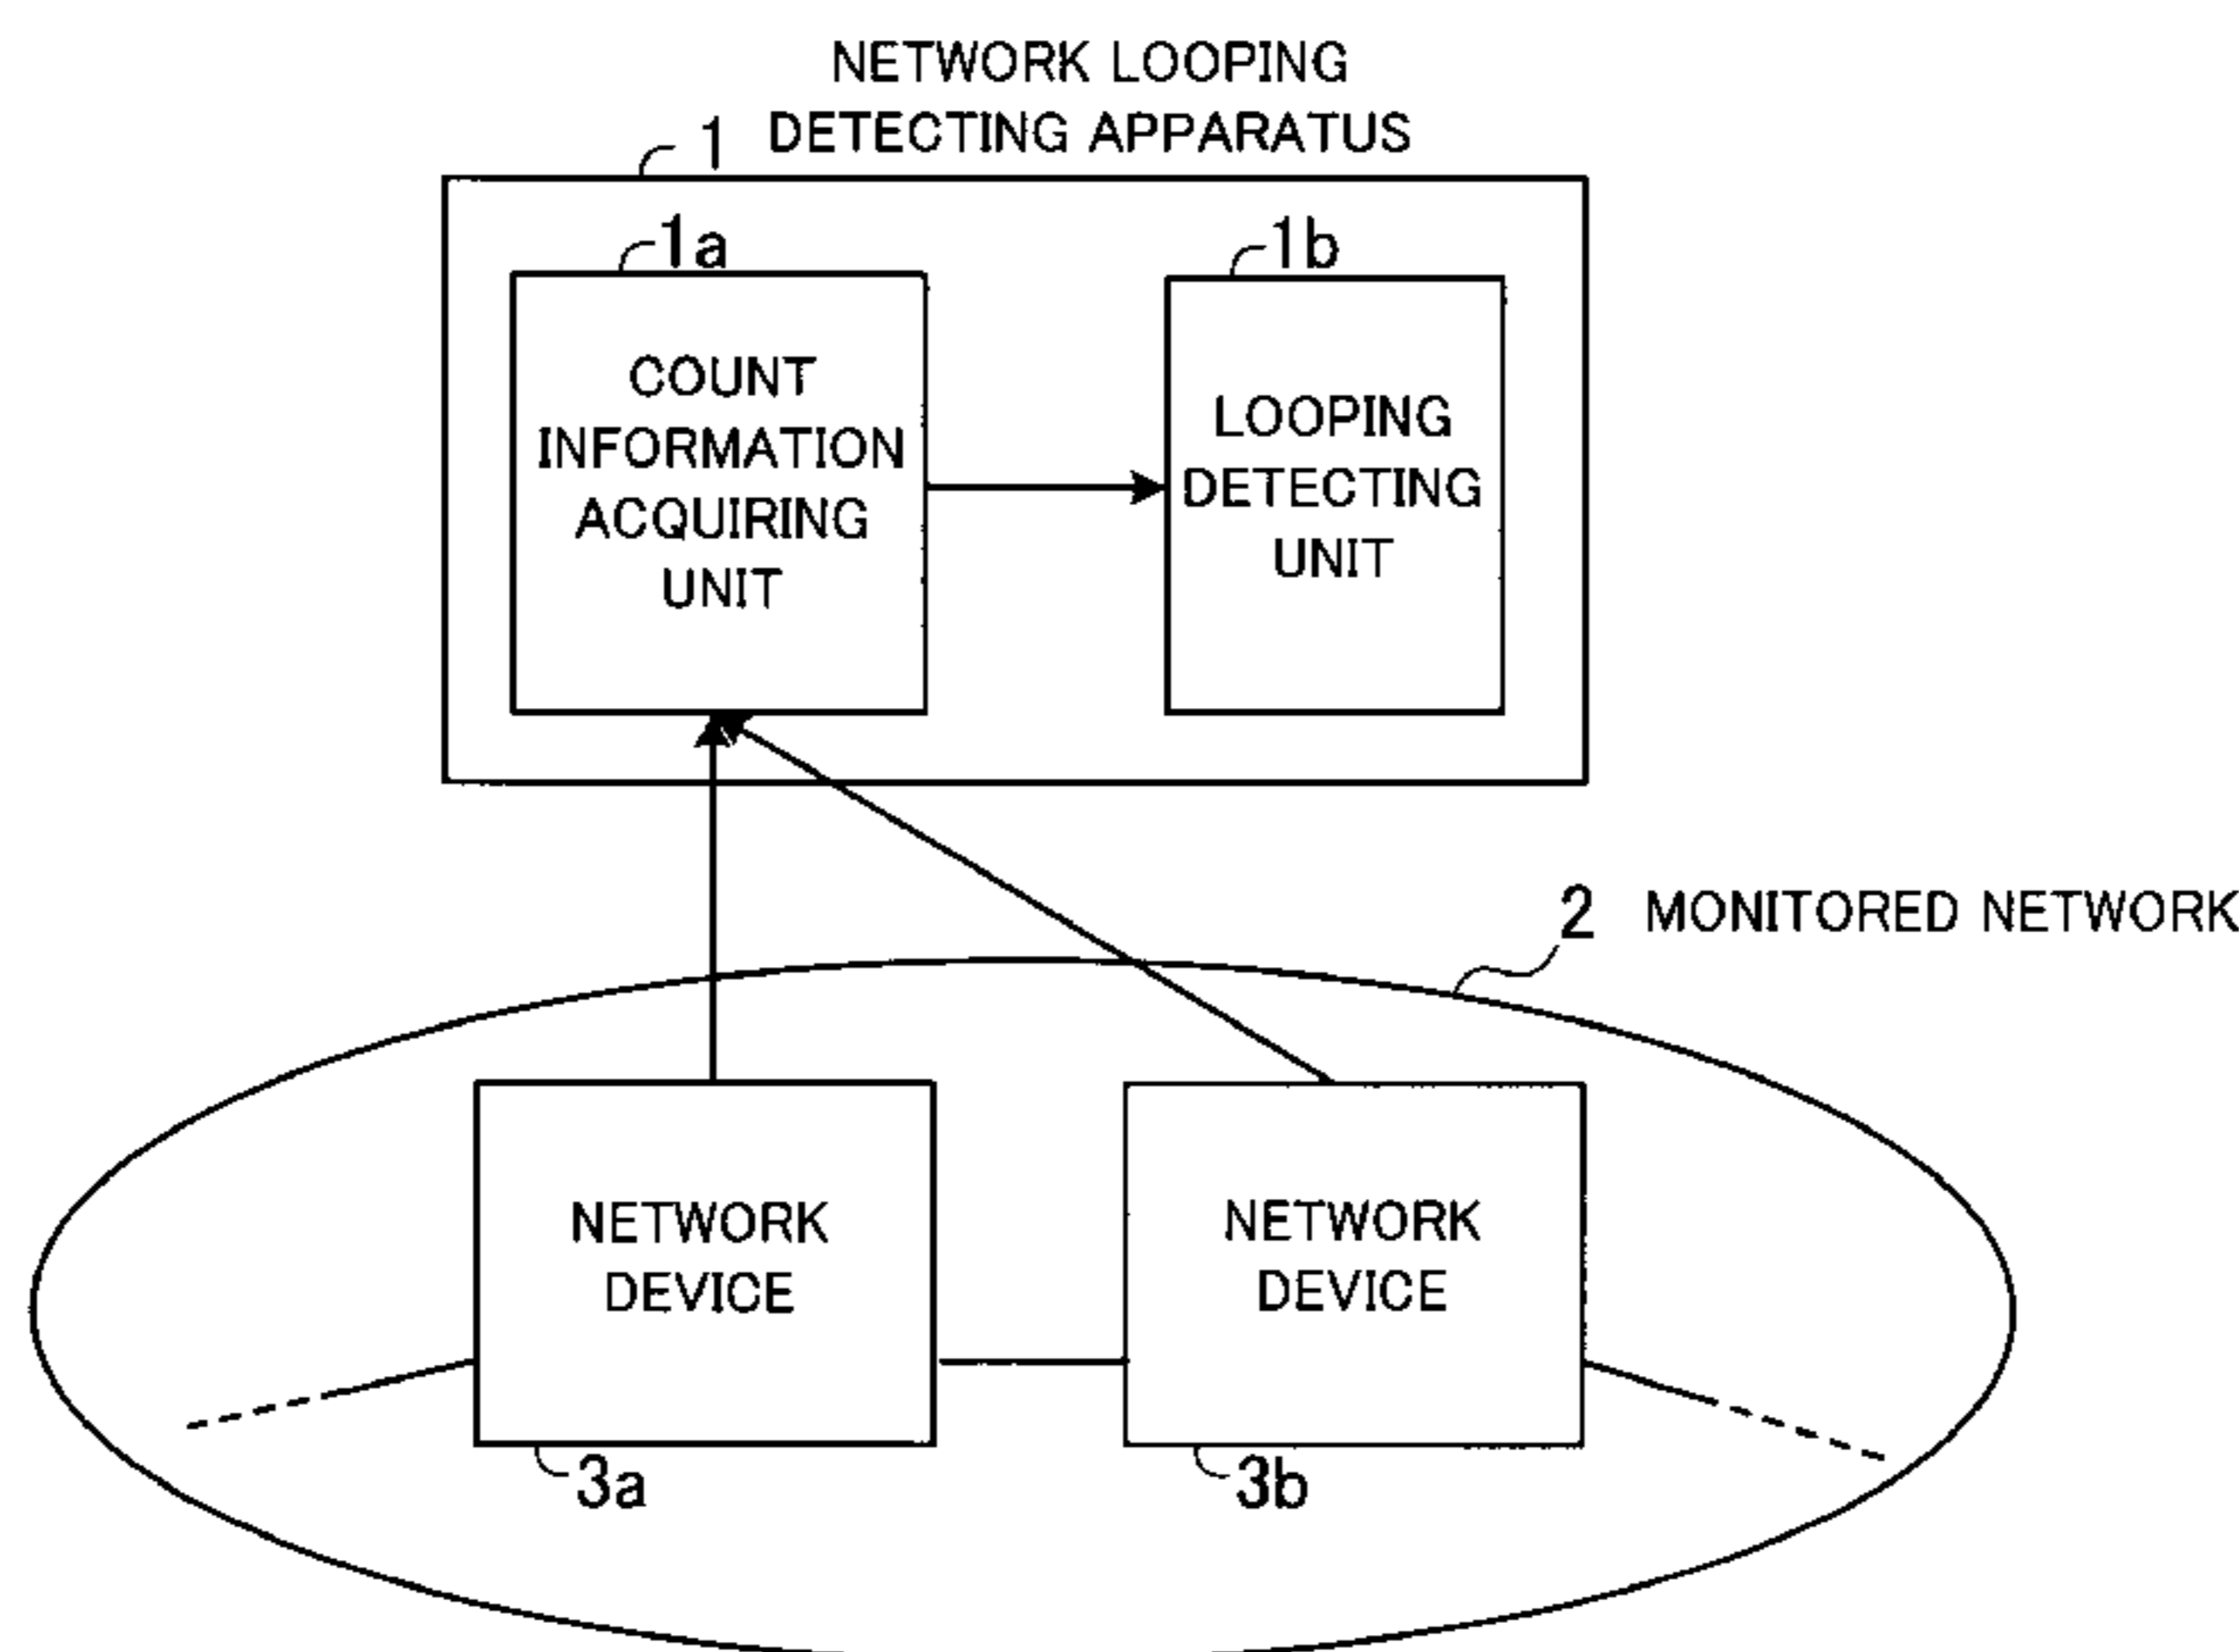 NETWORK LOOPING
DETECTING APPARATUS
1
1a
1b
COUNT
INFORMATION
ACQUIRING
UNIT
LOOPING
DETECTING
UNIT
2 MONITORED NETWORK
NETWORK
DEVICE
NETWORK
DEVICE
3a
3b